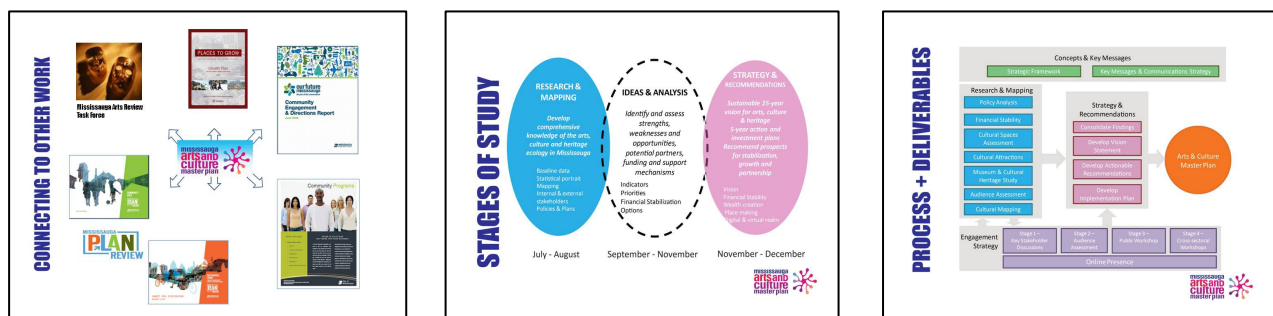 CONNECTING TO OTHER WORK
Mississauga Arts Review
Task Force
PLACES TO GROW
our future
mississauga
Community
Engagement
& Directions Report
mississauga
artsanb
culture
master plan
Community Programs
MISSISSAUGA
PLAN
REVIEW
STAGES OF STUDY
RESEARCH &
MAPPING
Develop
comprehensive
knowledge of the arts,
culture and heritage
ecology in Mississauga
Baseline data
Statistical portrait
Mapping
Internal & external
stakeholders
Policies & Plans
July - August
IDEAS & ANALYSIS
Identify and assess
strengths,
weaknesses and
opportunities,
potential partners,
funding and support
mechanisms
Indicators
Priorities
Financial Stabilization
Options
September - November
STRATEGY &
RECOMMENDATIONS
Sustainable 15-year
vision for arts, culture
& heritage
5-year action and
investment plans
Recommend prospects
for stabilization,
growth and
partnership
Vision
Financial Stability
Wealth creation
Place making
Digital & virtual realm
November - December
mississauga
artsanb
culture
master plan
PROCESS + DELIVERABLES
Concepts & Key Messages
Strategic Framework
Key Messages & Communications Strategy
Research & Mapping
Policy Analysis
Financial Stability
Cultural Spaces
Assessment
Cultural Attractions
Museum & Cultural
Heritage Study
Audience Assessment
Cultural Mapping
Strategy &
Recommendations
Consolidate Findings
Develop Vision
Statement
Develop Actionable
Recommendations
Develop
Implementation Plan
Arts & Culture
Master Plan
Engagement
Strategy
Stage 1 –
Key Stakeholder
Discussions
Stage 2 –
Audience
Assessment
Stage 3 –
Public Workshop
Stage 4 –
Cross-sectoral
Workshops
Online Presence
mississauga
artsanb
culture
master plan